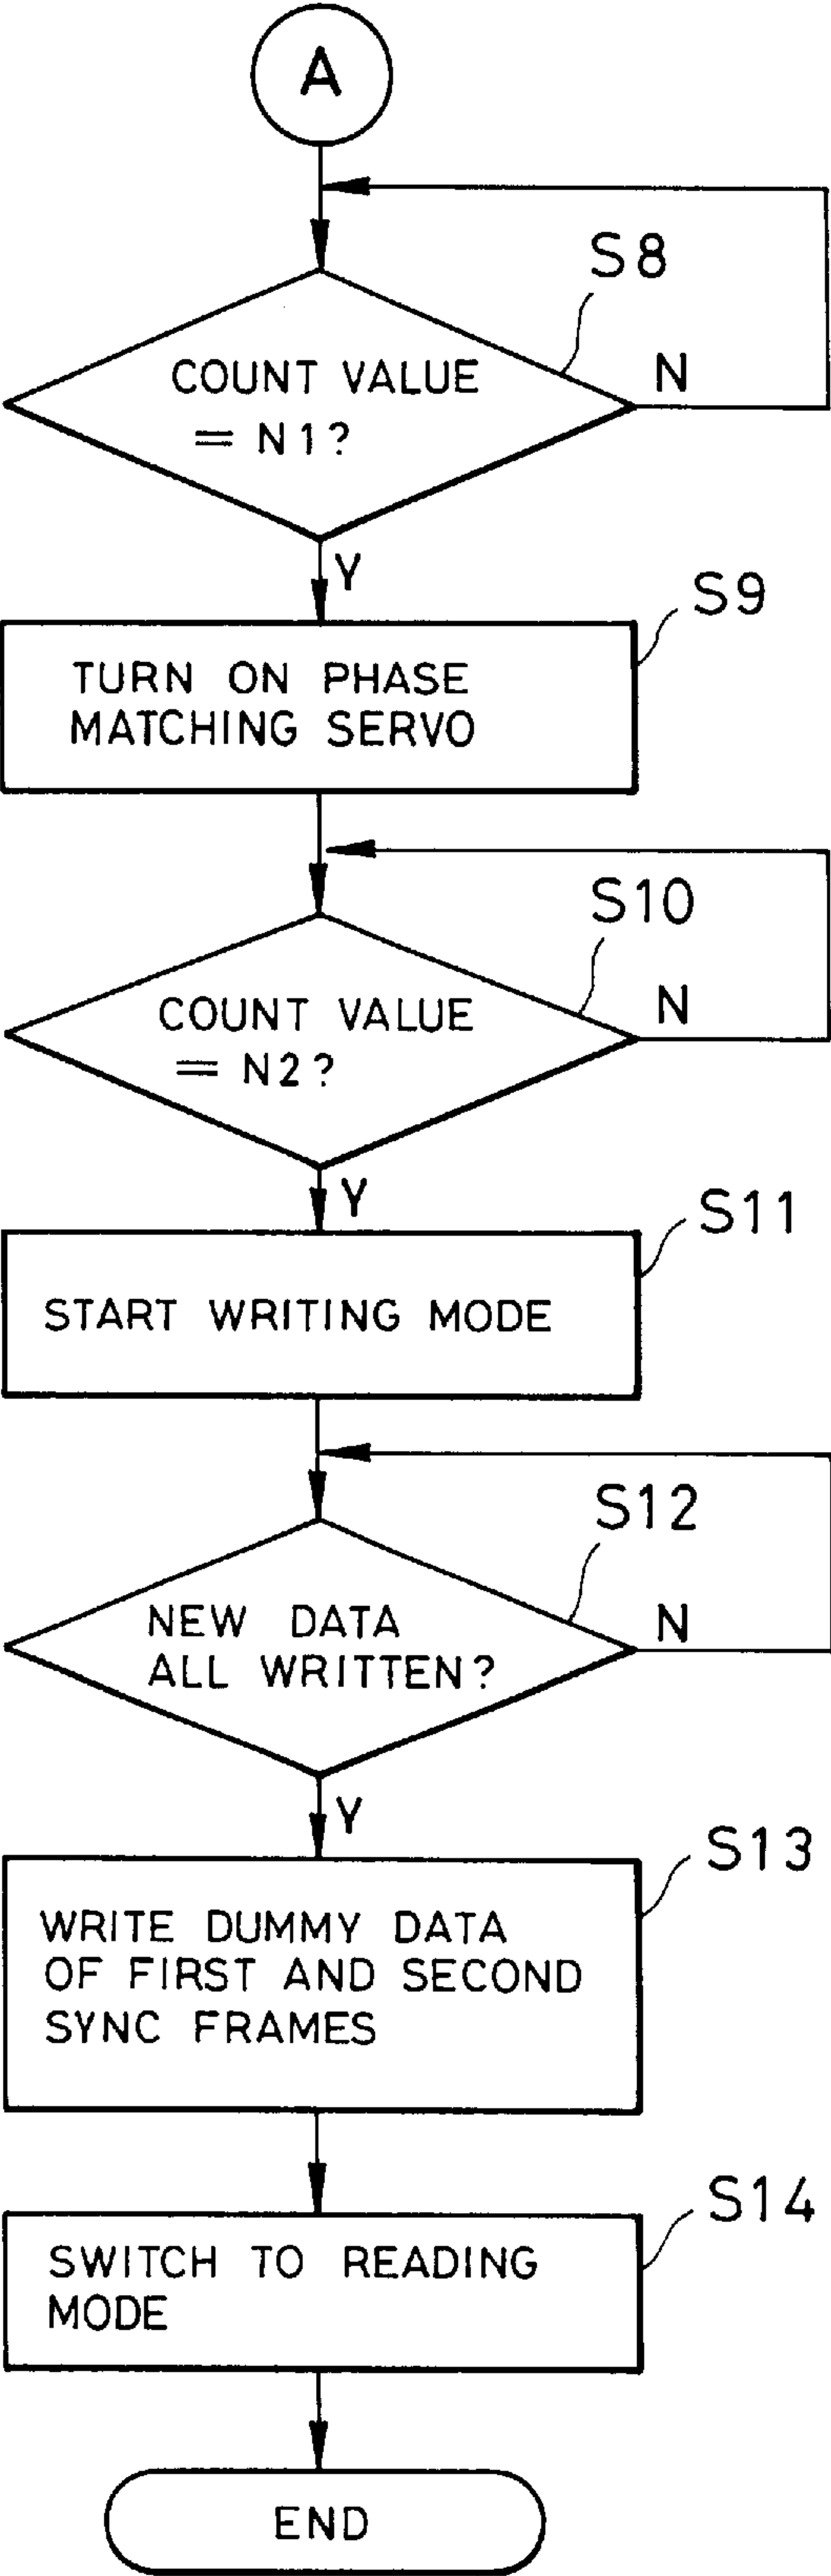 A
S8
COUNT VALUE
= N1?
N
Y
S9
TURN ON PHASE
MATCHING SERVO
S10
COUNT VALUE
= N2?
N
Y
S11
START WRITING MODE
S12
NEW DATA
ALL WRITTEN?
N
Y
S13
WRITE DUMMY DATA
OF FIRST AND SECOND
SYNC FRAMES
S14
SWITCH TO READING
MODE
END